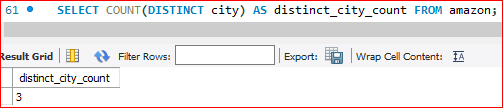 61 SELECT COUNT(DISTINCT city) AS distinct_city_count FROM amazon;
Result Grid Filter Rows: Export: Wrap Cell Content: IA
distinct_city_count
3